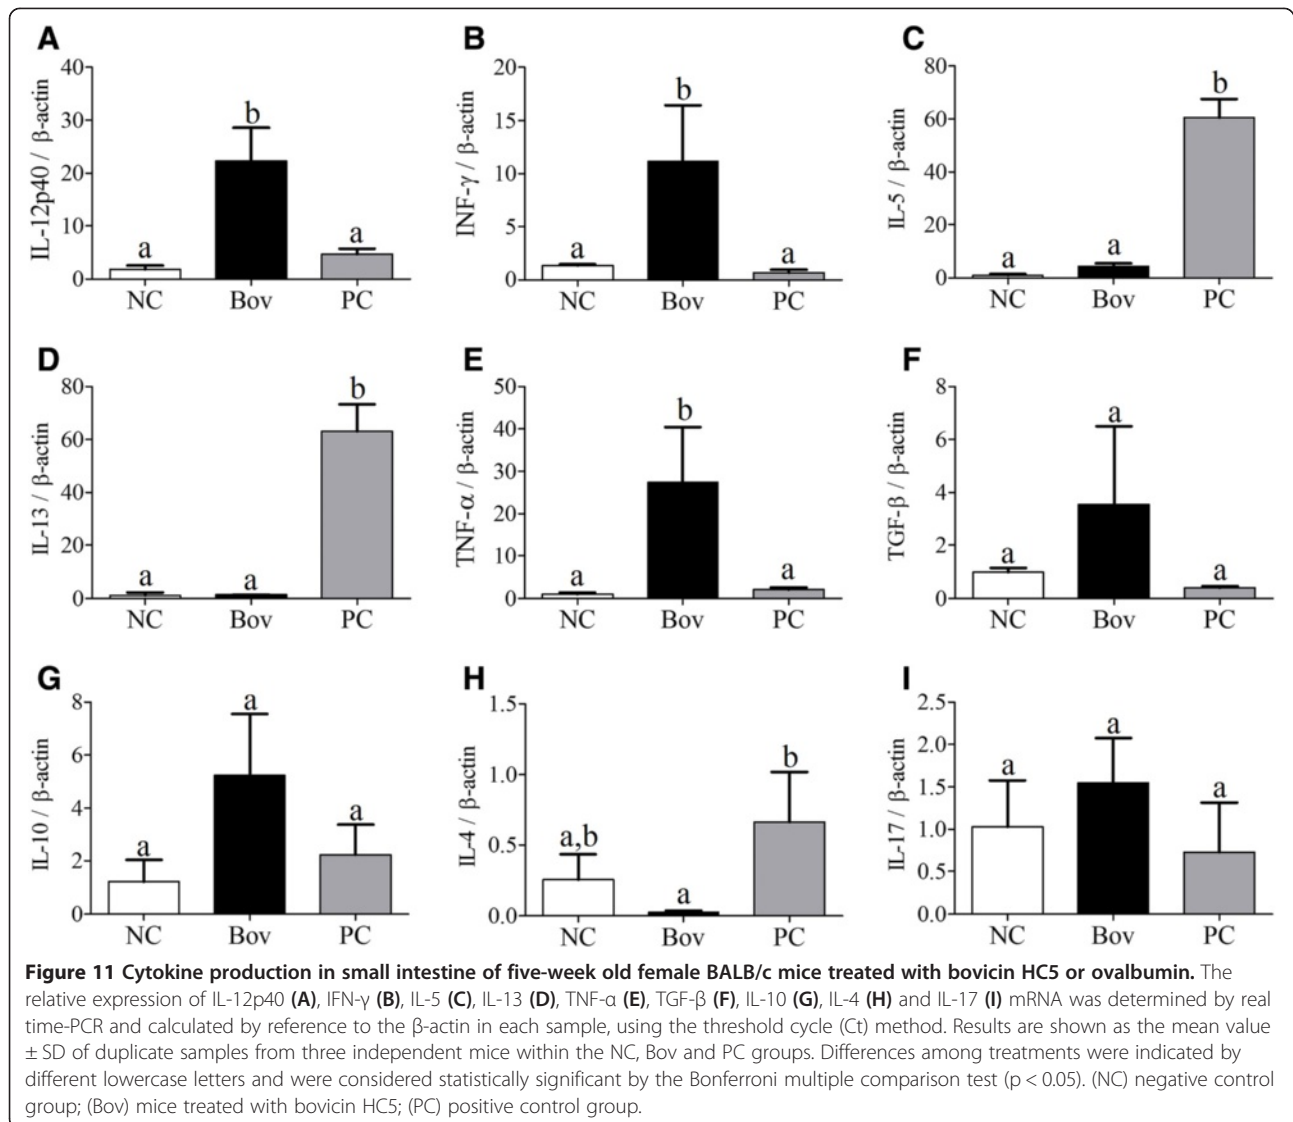 A
B
C
IL-12p40 / β-actin
40
30
20
10
0
a
b
a
NC Bov PC
INF-γ / β-actin
20
15
10
5
0
a
b
a
NC Bov PC
IL-5 / β-actin
80
60
40
20
0
a
a
b
NC Bov PC
D
E
F
IL-13 / β-actin
80
60
40
20
0
a
a
b
NC Bov PC
TNF-α / β-actin
50
40
30
20
10
0
a
b
a
NC Bov PC
TGF-β / β-actin
8
6
4
2
0
a
a
a
NC Bov PC
G
H
I
IL-10 / β-actin
8
6
4
2
0
a
a
a
NC Bov PC
IL-4 / β-actin
1.5
1.0
0.5
0.0
a,b
a
b
NC Bov PC
IL-17 / β-actin
2.5
2.0
1.5
1.0
0.5
0.0
a
a
a
NC Bov PC
Figure 11 Cytokine production in small intestine of five-week old female BALB/c mice treated with bovicin HC5 or ovalbumin. The
relative expression of IL-12p40 (A), IFN-γ (B), IL-5 (C), IL-13 (D), TNF-α (E), TGF-β (F), IL-10 (G), IL-4 (H) and IL-17 (I) mRNA was determined by real
time-PCR and calculated by reference to the β-actin in each sample, using the threshold cycle (Ct) method. Results are shown as the mean value
± SD of duplicate samples from three independent mice within the NC, Bov and PC groups. Differences among treatments were indicated by
different lowercase letters and were considered statistically significant by the Bonferroni multiple comparison test (p < 0.05). (NC) negative control
group; (Bov) mice treated with bovicin HC5; (PC) positive control group.